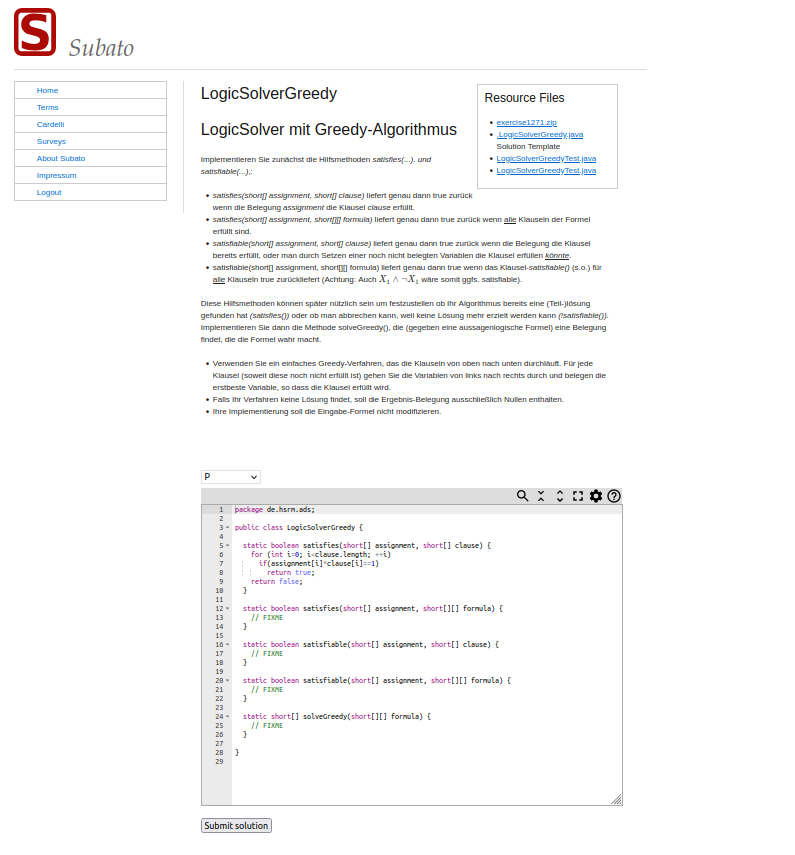 S Subato
Home
Terms
Cardelli
Surveys
About Subato
Impressum
Logout
LogicSolverGreedy
LogicSolver mit Greedy-Algorithmus
Resource Files
• exercise1271.zip
• .LogicSolverGreedy.java
Solution Template
• LogicSolverGreedyTest.java
• LogicSolverGreedyTest.java
Implementieren Sie zunächst die Hilfsmethoden satisfies(...). und
satisfiable(...),:
• satisfies(short[] assignment, short[] clause) liefert genau dann true zurück
wenn die Belegung assignment die Klausel clause erfüllt.
• satisfies(short[] assignment, short[][] formula) liefert genau dann true zurück wenn alle Klauseln der Formel
erfüllt sind.
• satisfiable(short[] assignment, short[] clause) liefert genau dann true zurück wenn die Belegung die Klausel
bereits erfüllt, oder man durch Setzen einer noch nicht belegten Variablen die Klausel erfüllen könnte.
• satisfiable(short[] assignment, short[][] formula) liefert genau dann true wenn das Klausel-satisfiable() (s.o.) für
alle Klauseln true zurückliefert (Achtung: Auch X₁ ∧ ¬X₁ wäre somit ggfs. satisfiable).
Diese Hilfsmethoden können später nützlich sein um festzustellen ob Ihr Algorithmus bereits eine (Teil-)lösung
gefunden hat (satisfies()) oder ob man abbrechen kann, weil keine Lösung mehr erzielt werden kann (!satisfiable()).
Implementieren Sie dann die Methode solveGreedy(), die (gegeben eine aussagenlogische Formel) eine Belegung
findet, die die Formel wahr macht.
• Verwenden Sie ein einfaches Greedy-Verfahren, das die Klauseln von oben nach unten durchläuft. Für jede
Klausel (soweit diese noch nicht erfüllt ist) gehen Sie die Variablen von links nach rechts durch und belegen die
erstbeste Variable, so dass die Klausel erfüllt wird.
• Falls Ihr Verfahren keine Lösung findet, soll die Ergebnis-Belegung ausschließlich Nullen enthalten.
• Ihre Implementierung soll die Eingabe-Formel nicht modifizieren.
P
1 package de.hsrm.ads;
2
3 public class LogicSolverGreedy {
4
5 static boolean satisfies(short[] assignment, short[] clause) {
6 for (int i=0; i<clause.length; ++i)
7 if(assignment[i]*clause[i]==1)
8 return true;
9 return false;
10 }
11
12 static boolean satisfies(short[] assignment, short[][] formula) {
13 // FIXME
14 }
15
16 static boolean satisfiable(short[] assignment, short[] clause) {
17 // FIXME
18 }
19
20 static boolean satisfiable(short[] assignment, short[][] formula) {
21 // FIXME
22 }
23
24 static short[] solveGreedy(short[][] formula) {
25 // FIXME
26 }
27
28 }
29
Submit solution